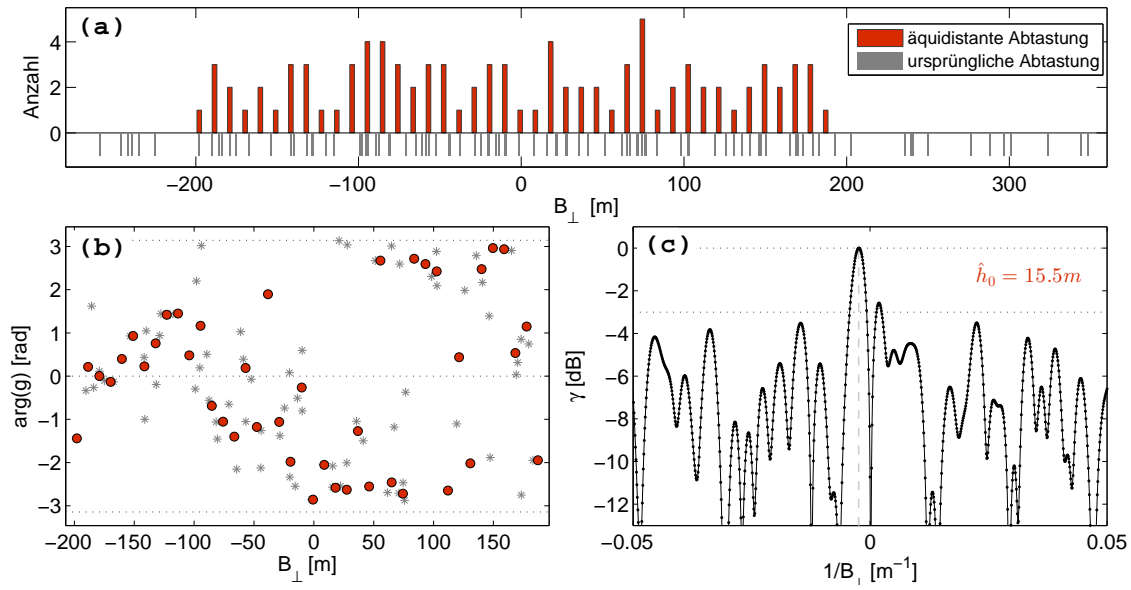 (a)
äquidistante Abtastung
ursprüngliche Abtastung
Anzahl
4
2
0
−200
−100
0
100
200
300
B⊥ [m]
(b)
arg(g) [rad]
3
2
1
0
−1
−2
−3
−200
−150
−100
−50
0
50
100
150
B⊥ [m]
(c)
ĥ₀ = 15.5m
γ [dB]
0
−2
−4
−6
−8
−10
−12
−0.05
0
0.05
1/B⊥ [m⁻¹]